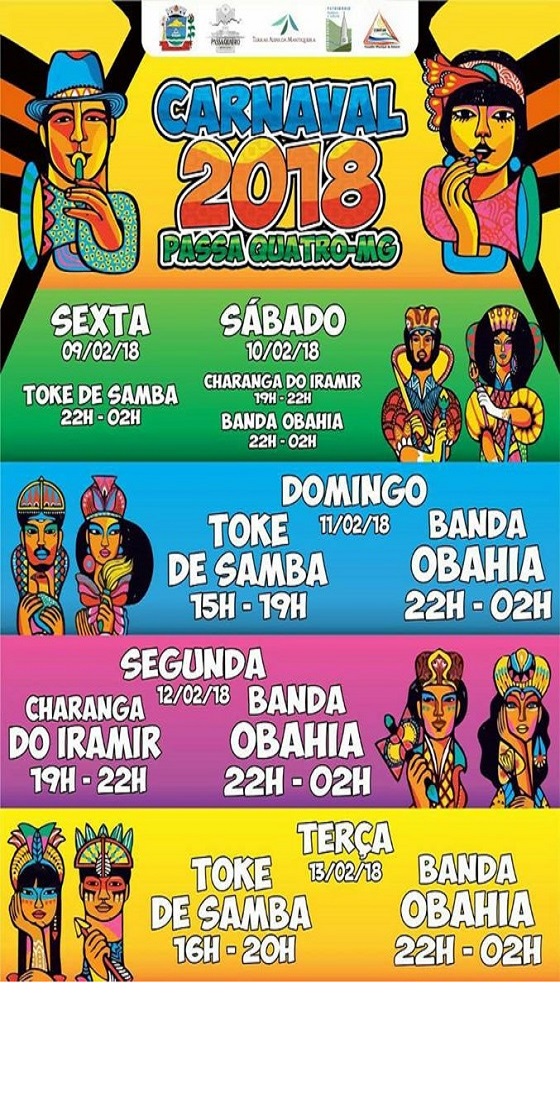 PASSA QUATRO
TERRAS ALTAS DA MANTIQUEIRA
PATRIMÔNIO
CARNAVAL
2018
PASSA QUATRO-MG
SEXTA
09/02/18
TOKE DE SAMBA
22H - 02H
SÁBADO
10/02/18
CHARANGA DO IRAMIR
19H - 22H
BANDA OBAHIA
22H - 02H
DOMINGO
11/02/18
TOKE
DE SAMBA
15H - 19H
BANDA
OBAHIA
22H - 02H
SEGUNDA
12/02/18
CHARANGA
DO IRAMIR
19H - 22H
BANDA
OBAHIA
22H - 02H
TERÇA
13/02/18
TOKE
DE SAMBA
16H - 20H
BANDA
OBAHIA
22H - 02H